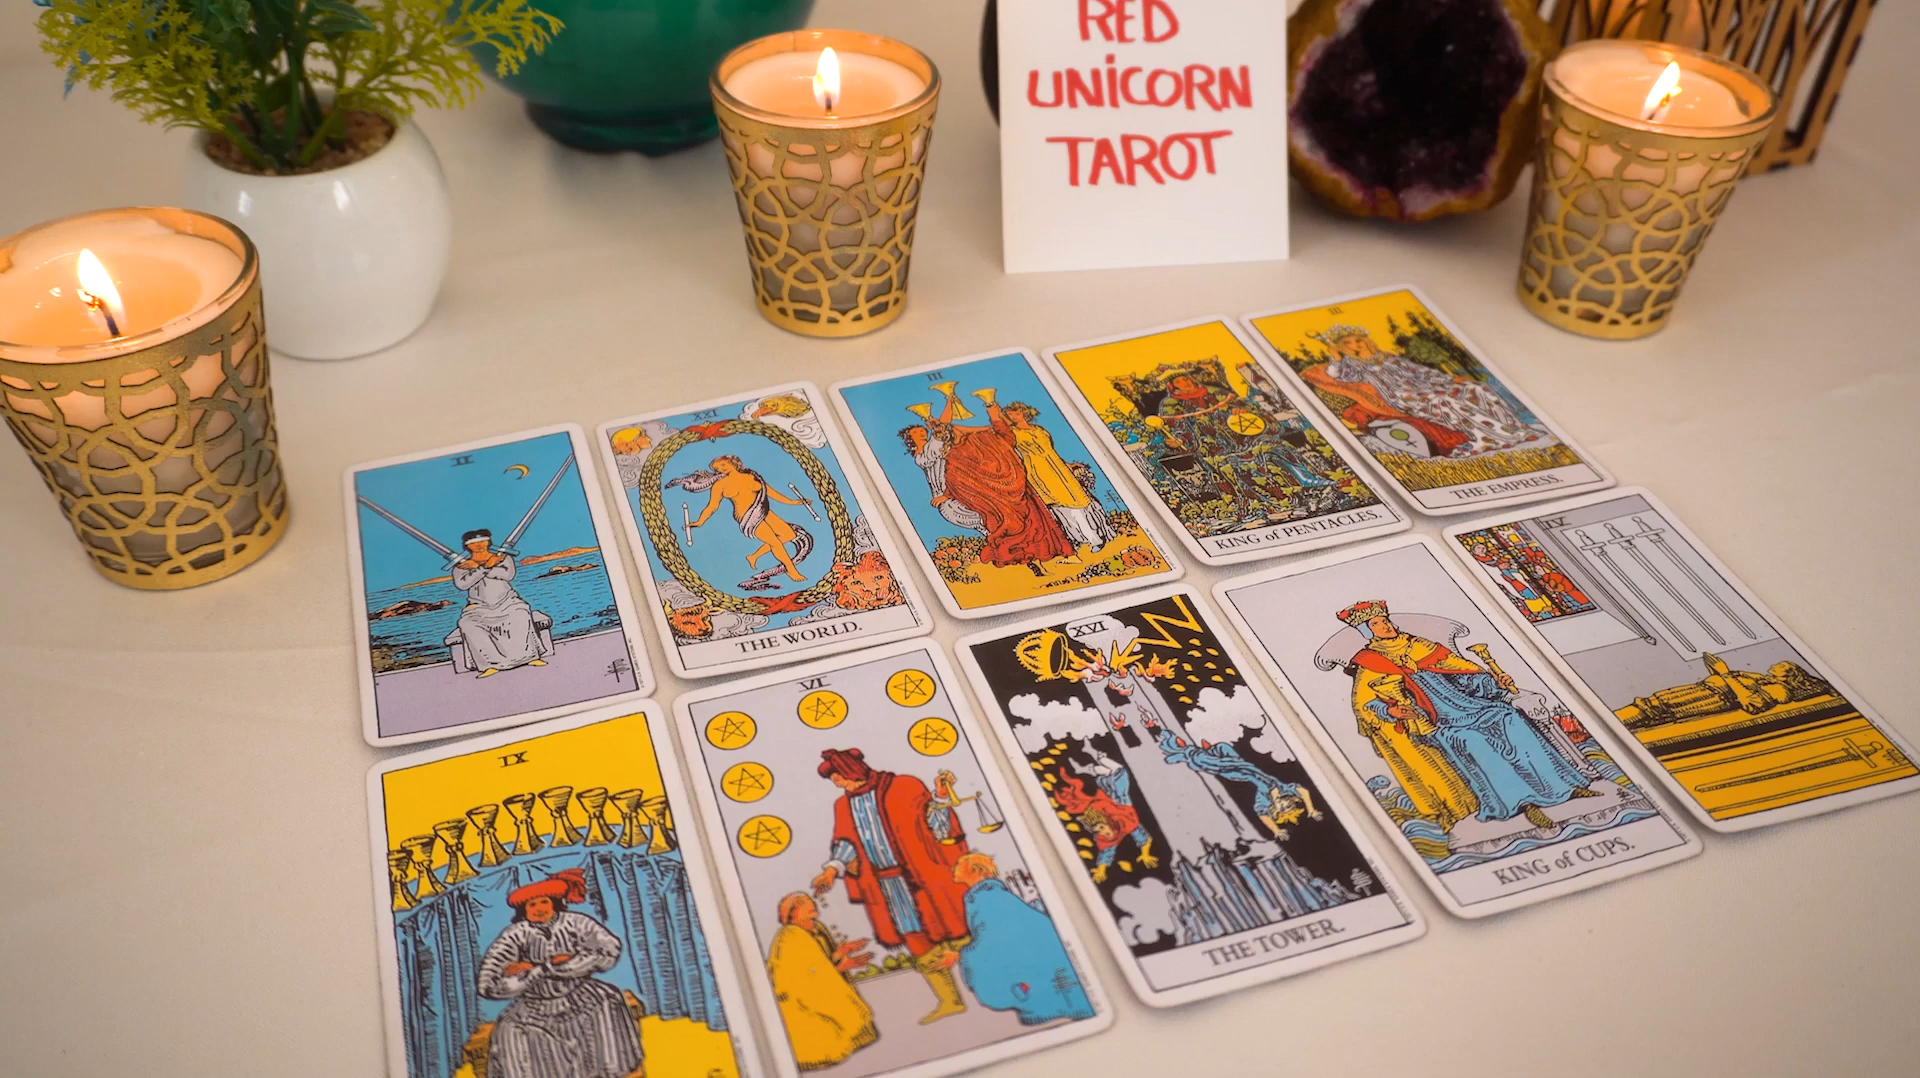 RED
UNICORN
TAROT
II
XXI
THE WORLD.
III
KING of PENTACLES.
III
THE EMPRESS.
IX
VI
XVI
THE TOWER.
KING of CUPS.
IV